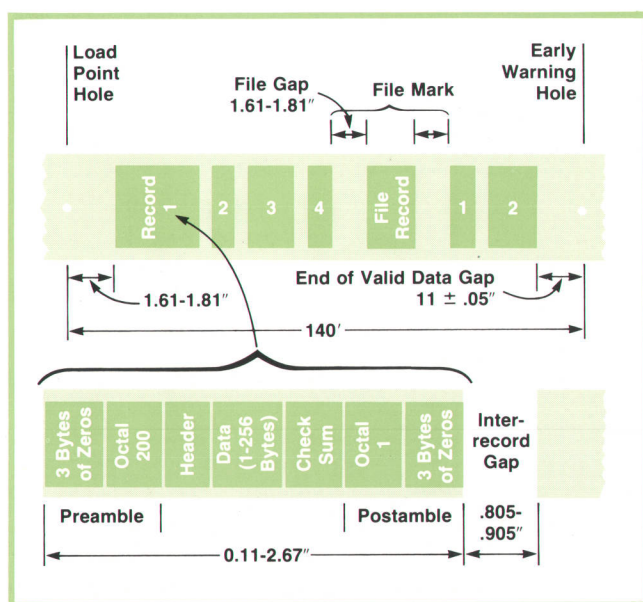 Load
Point
Hole
File Gap
1.61-1.81″
File Mark
Early
Warning
Hole
Record
1
2
3
4
File
Record
1
2
1.61-1.81″
End of Valid Data Gap
11 ± .05″
140′
3 Bytes
of Zeros
Octal
200
Header
Data
(1-256
Bytes)
Check
Sum
Octal
1
3 Bytes
of Zeros
Inter-
record
Gap
Preamble
Postamble
.805-
.905″
0.11-2.67″